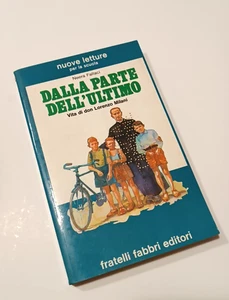 nuove letture
per la scuola
Neera Fallaci
DALLA PARTE
DELL'ULTIMO
Vita di don Lorenzo Milani
fratelli fabbri editori